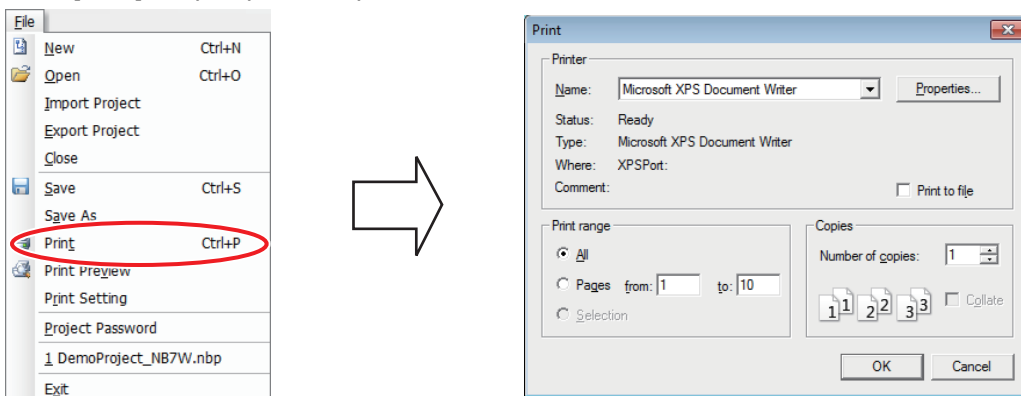 File
New Ctrl+N
Open Ctrl+O
Import Project
Export Project
Close
Save Ctrl+S
Save As
Print Ctrl+P
Print Preview
Print Setting
Project Password
1 DemoProject_NB7W.nbp
Exit
Print
Printer
Name: Microsoft XPS Document Writer Properties...
Status: Ready
Type: Microsoft XPS Document Writer
Where: XPSPort:
Comment: Print to file
Print range
All
Pages from: 1 to: 10
Selection
Copies
Number of copies: 1
1 1 2 2 3 3 Collate
OK Cancel